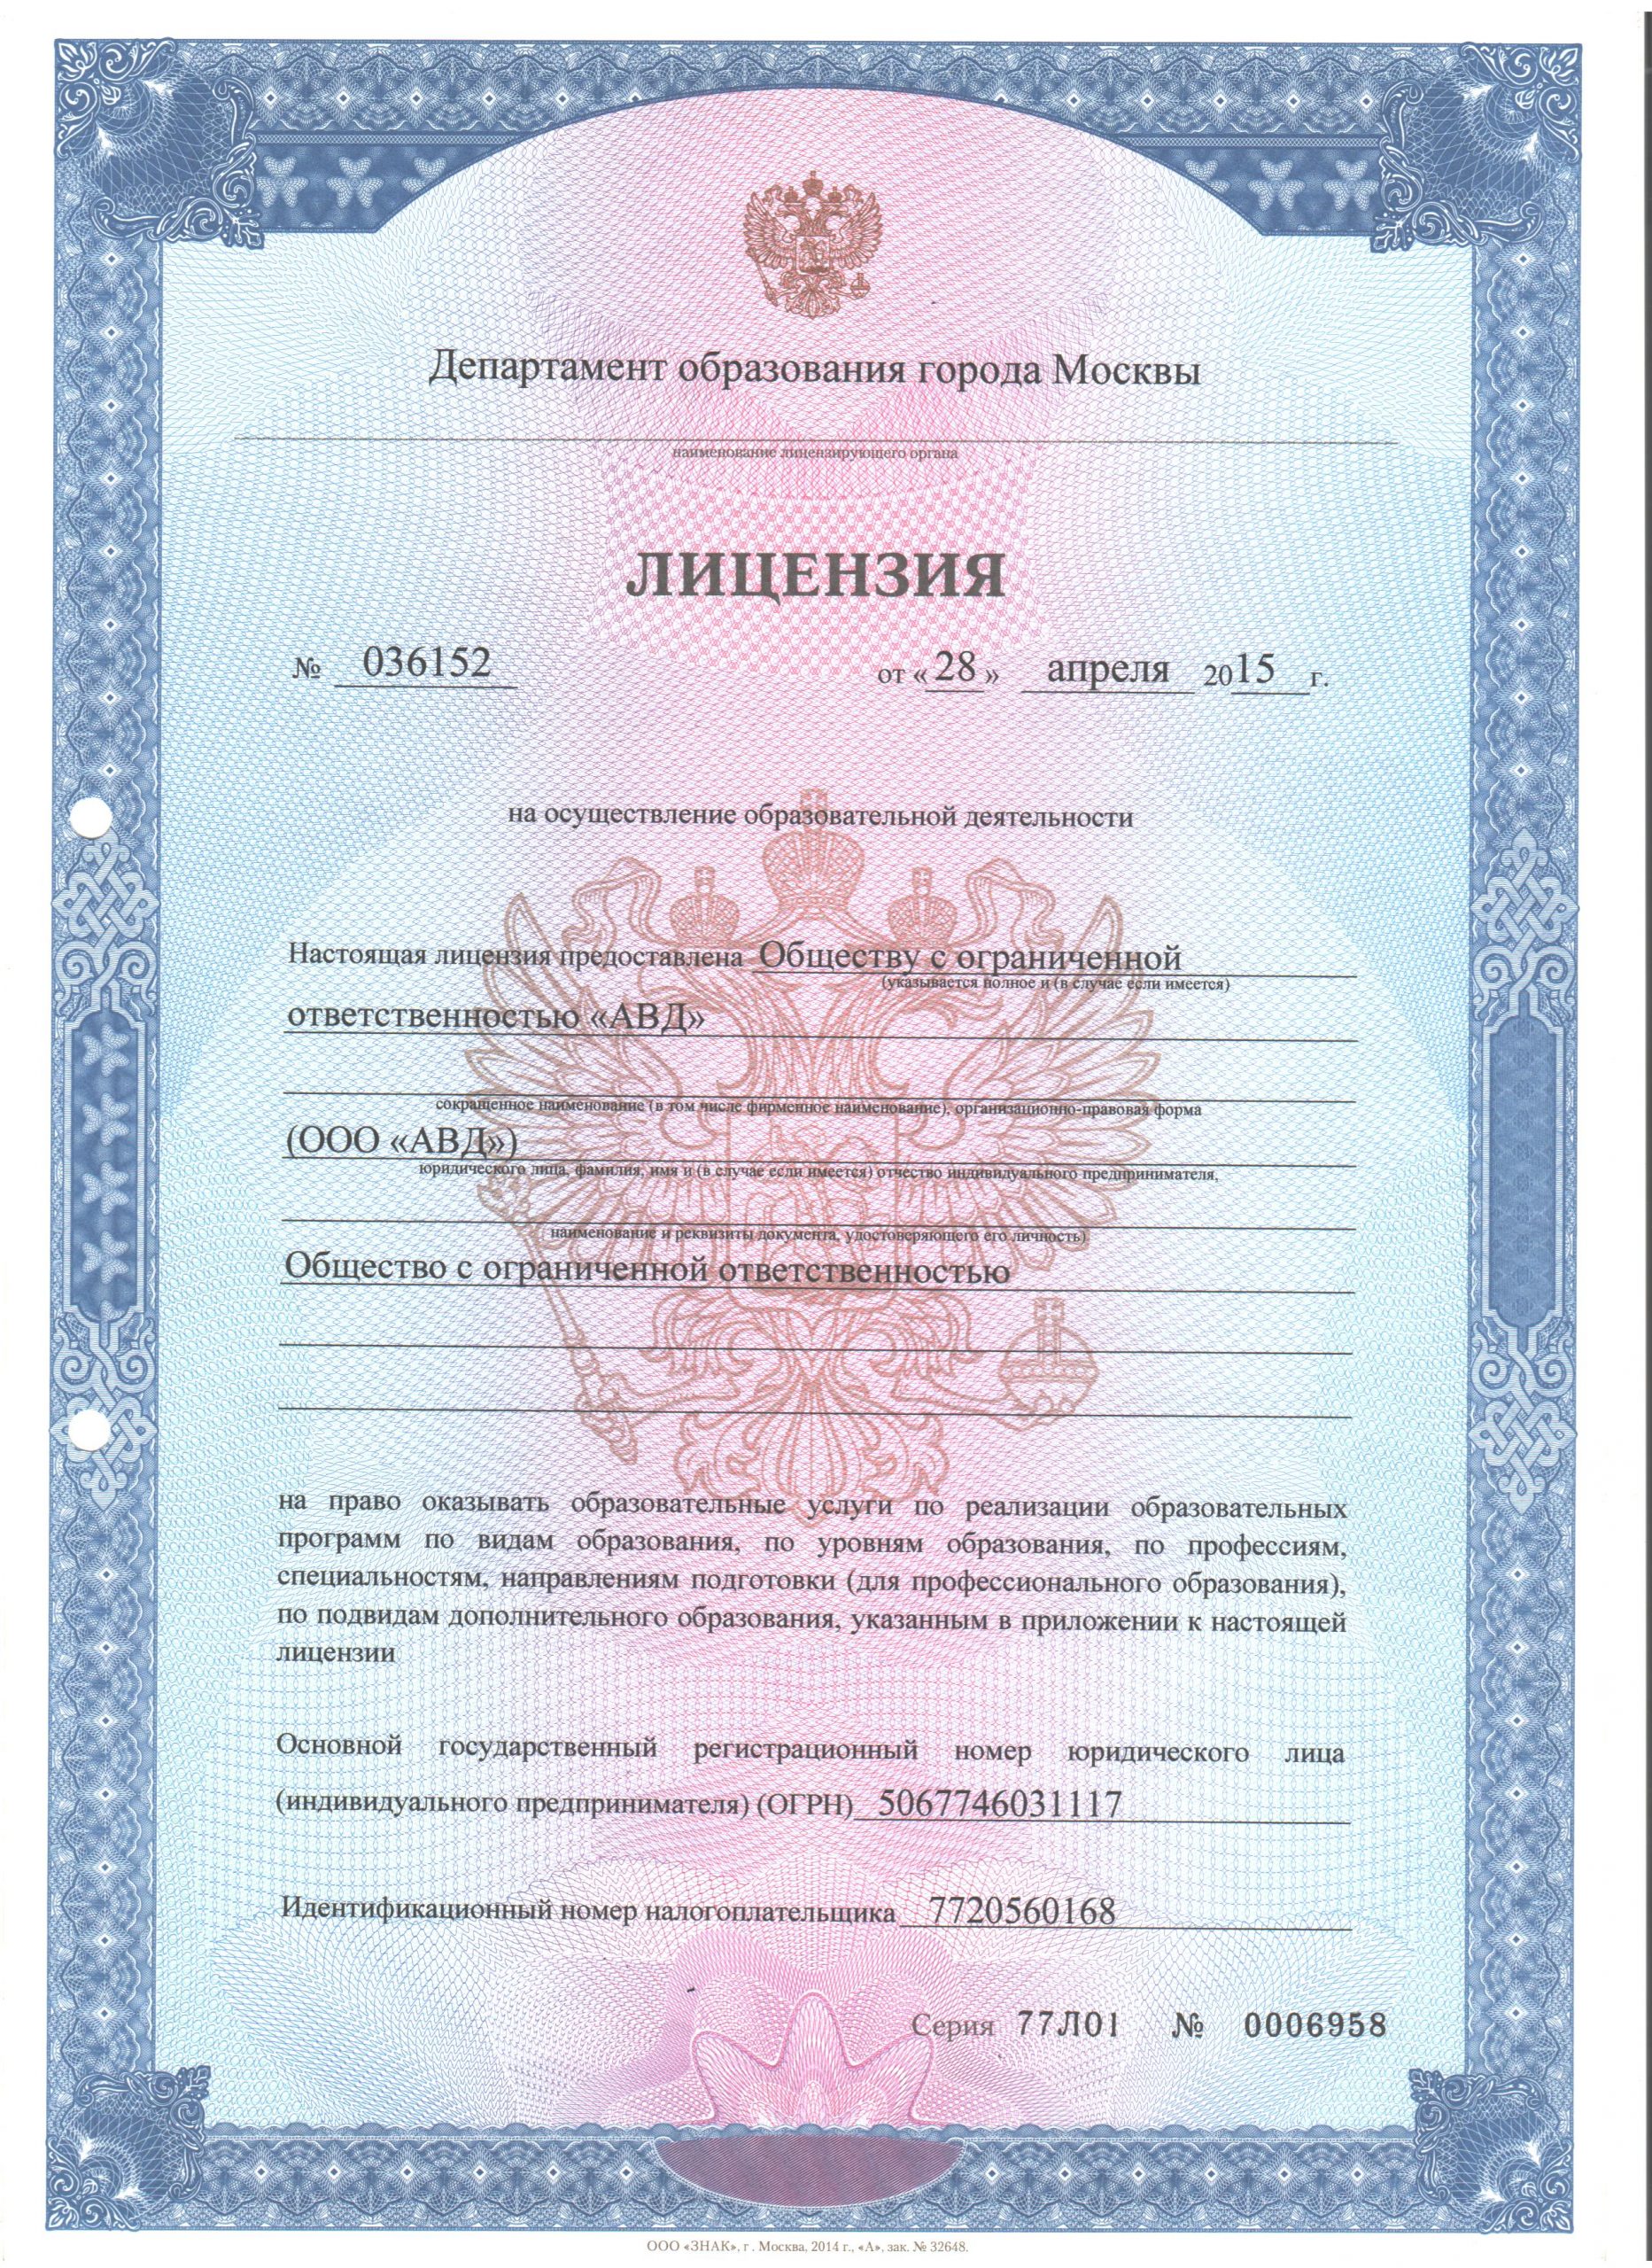 Департамент образования города Москвы
наименование лицензирующего органа
ЛИЦЕНЗИЯ
№ 036152 от «28» апреля 2015 г.
на осуществление образовательной деятельности
Настоящая лицензия предоставлена Обществу с ограниченной
(указывается полное и (в случае если имеется)
ответственностью «АВД»
сокращенное наименование (в том числе фирменное наименование), организационно-правовая форма
(ООО «АВД»)
юридического лица, фамилия, имя и (в случае если имеется) отчество индивидуального предпринимателя,
наименование и реквизиты документа, удостоверяющего его личность)
Общество с ограниченной ответственностью
на право оказывать образовательные услуги по реализации образовательных
программ по видам образования, по уровням образования, по профессиям,
специальностям, направлениям подготовки (для профессионального образования),
по подвидам дополнительного образования, указанным в приложении к настоящей
лицензии
Основной государственный регистрационный номер юридического лица
(индивидуального предпринимателя) (ОГРН) 5067746031117
Идентификационный номер налогоплательщика 7720560168
Серия 77Л01 № 0006958
ООО «ЗНАК», г. Москва, 2014 г., «А», зак. № 32648.